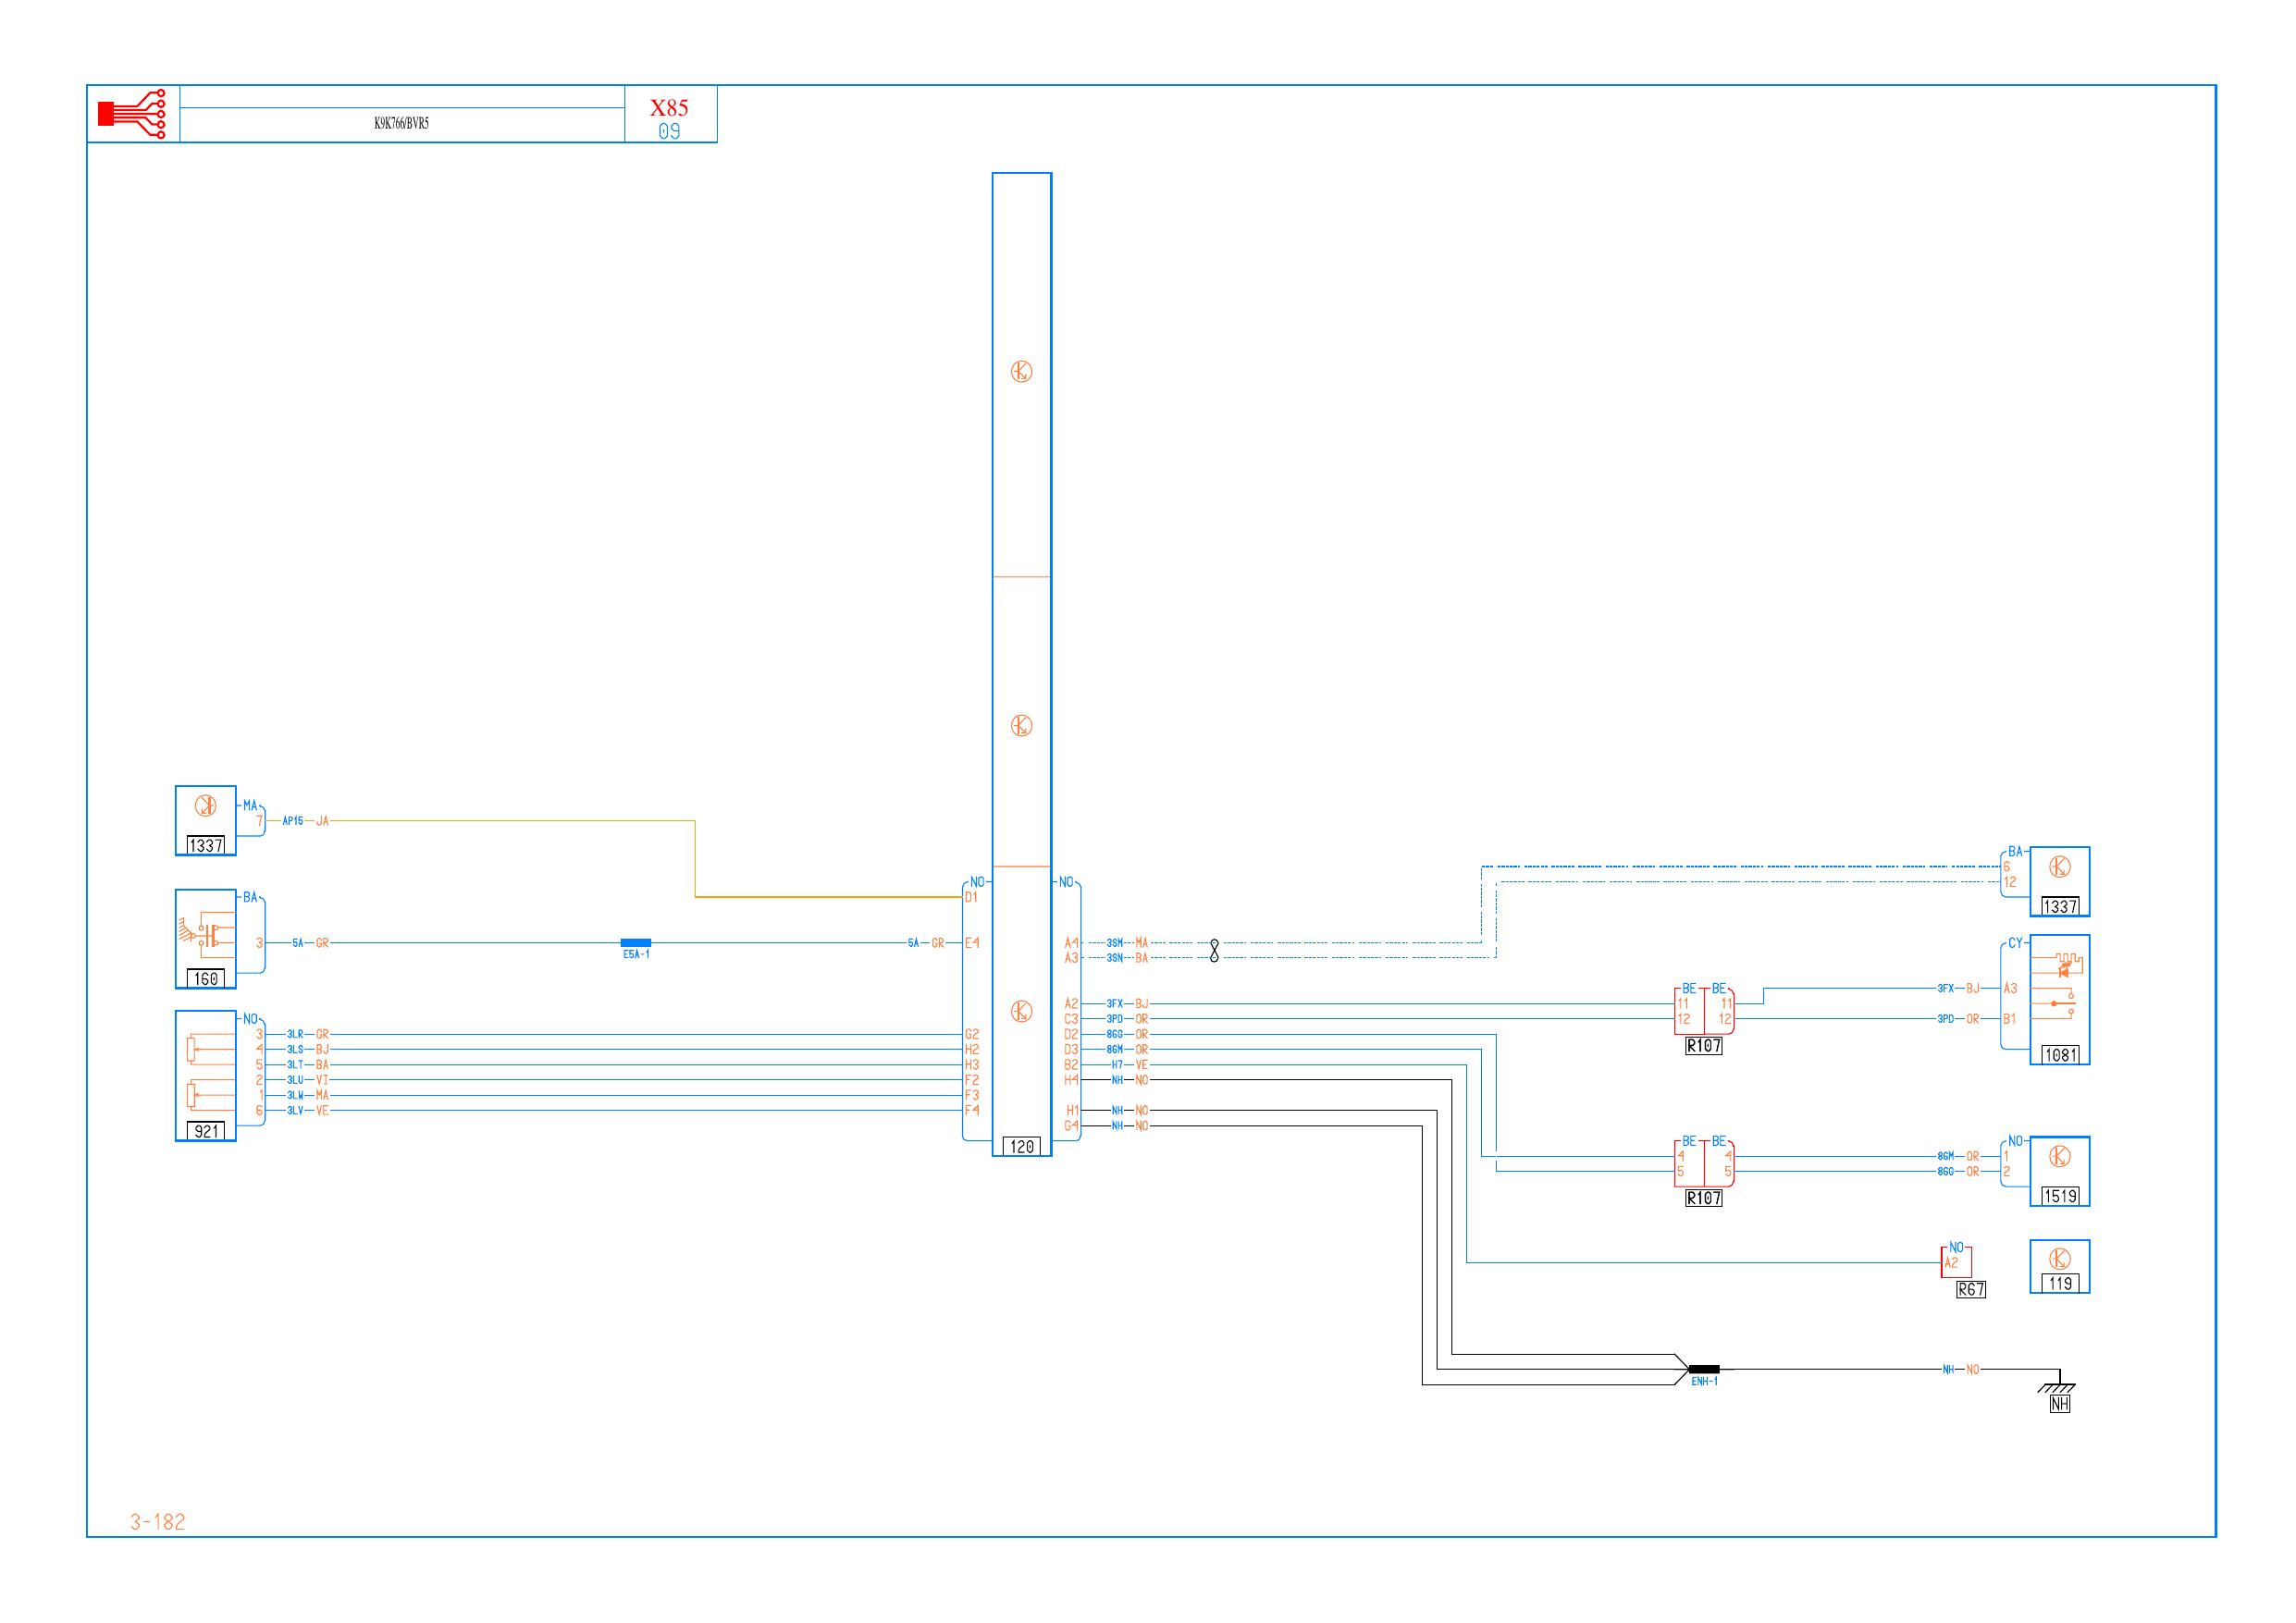 K9K766/BVR5
X85
09
MA
7 AP15 JA
1337
BA
3 5A GR E5A-1 5A GR E4
160
NO
3 3LR GR G2
4 3LS BJ H2
5 3LT BA H3
2 3LU VI F2
1 3LW MA F3
6 3LV VE F4
921
NO NO
D1
120
A4 3SM MA
A3 3SN BA
A2 3FX BJ
C3 3PD OR
D2 86G OR
D3 86M OR
B2 H7 VE
H4 NH NO
H1 NH NO
G4 NH NO
BA
6
12
1337
BE BE CY
11 11 3FX BJ A3
12 12 3PD OR B1
R107
1081
BE BE NO
4 4 86M OR 1
5 5 86G OR 2
R107
1519
NO
A2
R67
119
ENH-1
NH NO
NH
3-182